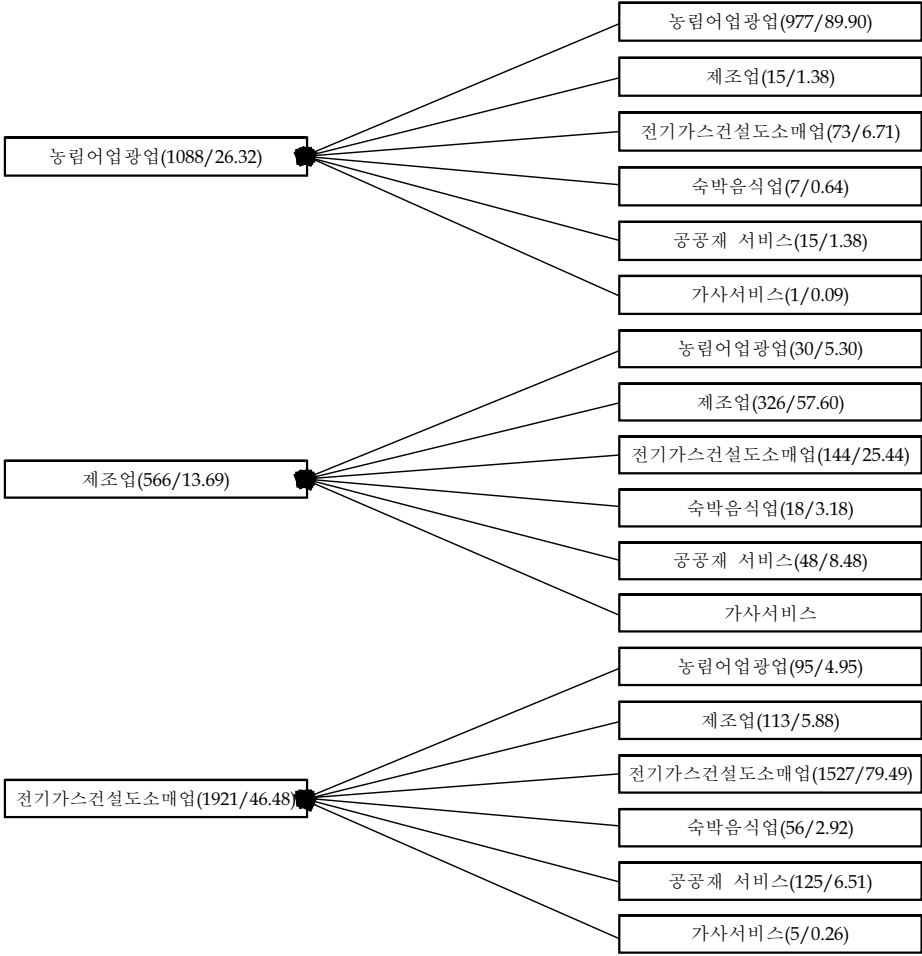 농림어업광업(1088/26.32)
농림어업광업(977/89.90)
제조업(15/1.38)
전기가스건설도소매업(73/6.71)
숙박음식업(7/0.64)
공공재 서비스(15/1.38)
가사서비스(1/0.09)
제조업(566/13.69)
농림어업광업(30/5.30)
제조업(326/57.60)
전기가스건설도소매업(144/25.44)
숙박음식업(18/3.18)
공공재 서비스(48/8.48)
가사서비스
전기가스건설도소매업(1921/46.48)
농림어업광업(95/4.95)
제조업(113/5.88)
전기가스건설도소매업(1527/79.49)
숙박음식업(56/2.92)
공공재 서비스(125/6.51)
가사서비스(5/0.26)